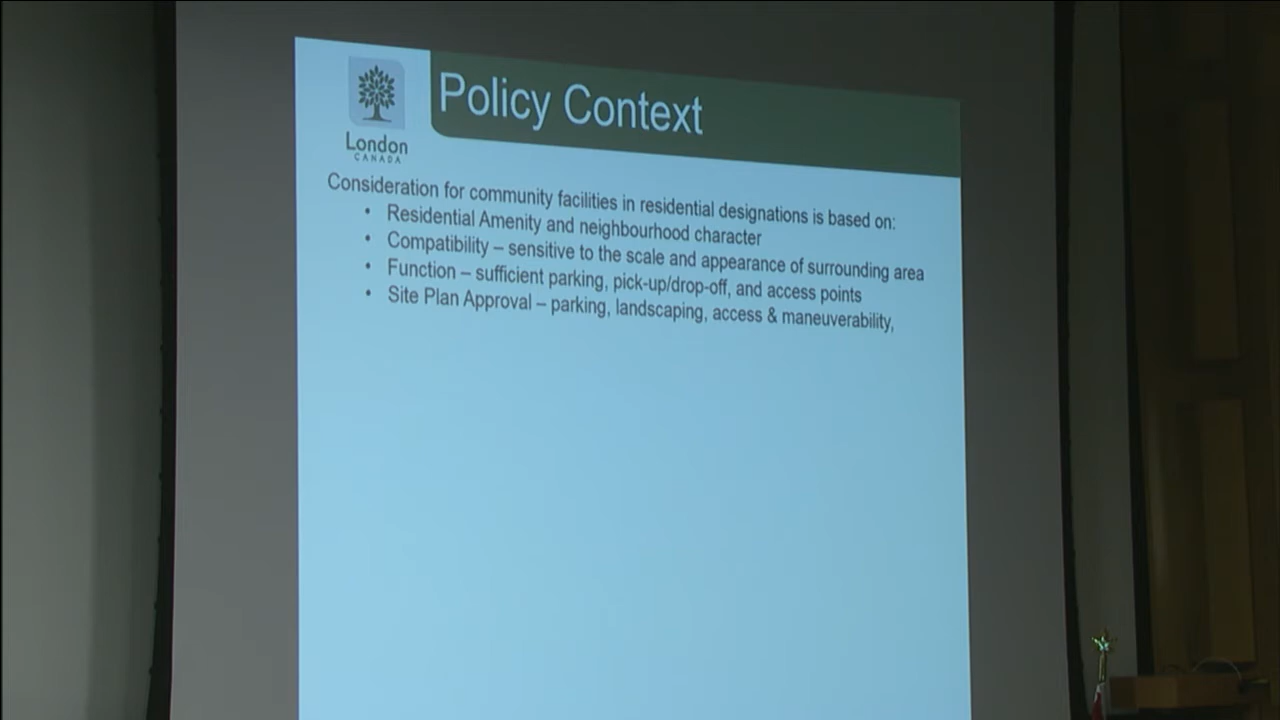 London
CANADA
Policy Context
Consideration for community facilities in residential designations is based on:
• Residential Amenity and neighbourhood character
• Compatibility – sensitive to the scale and appearance of surrounding area
• Function – sufficient parking, pick-up/drop-off, and access points
• Site Plan Approval – parking, landscaping, access & maneuverability,